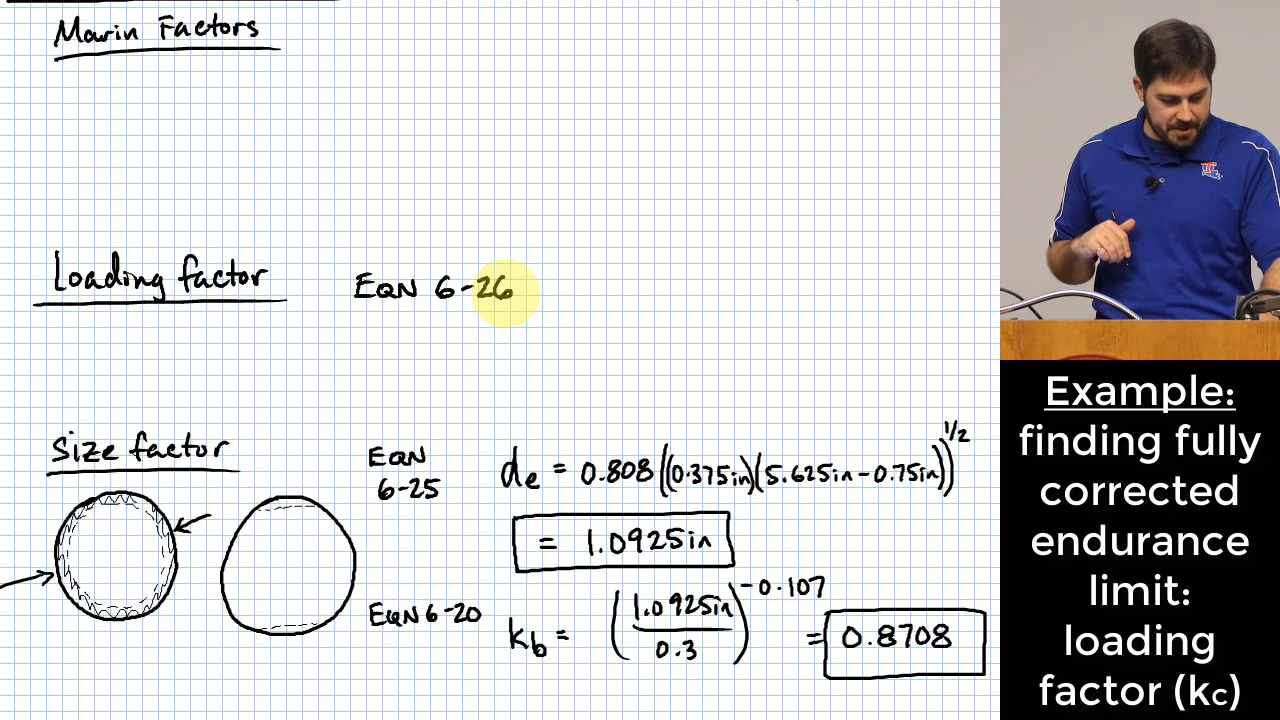 Marin Factors
Loading factor EQN 6-26
Size factor
EQN
6-25
de = 0.808((0.375in)(5.625in-0.75in))^1/2
= 1.0925in
EQN 6-20
kb = (1.0925in/0.3)^-0.107 = 0.8708
Example:
finding fully
corrected
endurance
limit:
loading
factor (kc)